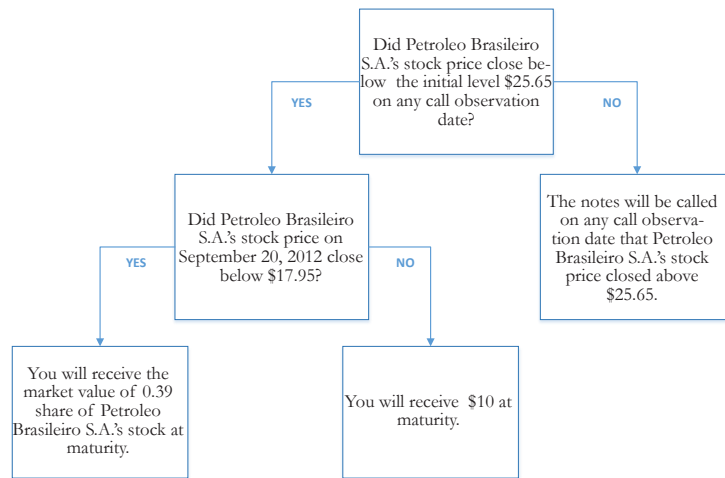 Did Petroleo Brasileiro
S.A.'s stock price close be-
low the initial level $25.65
on any call observation
date?
YES
NO
Did Petroleo Brasileiro
S.A.'s stock price on
September 20, 2012 close
below $17.95?
The notes will be called
on any call observa-
tion date that Petroleo
Brasileiro S.A.'s stock
price closed above
$25.65.
YES
NO
You will receive the
market value of 0.39
share of Petroleo
Brasileiro S.A.'s stock at
maturity.
You will receive $10 at
maturity.